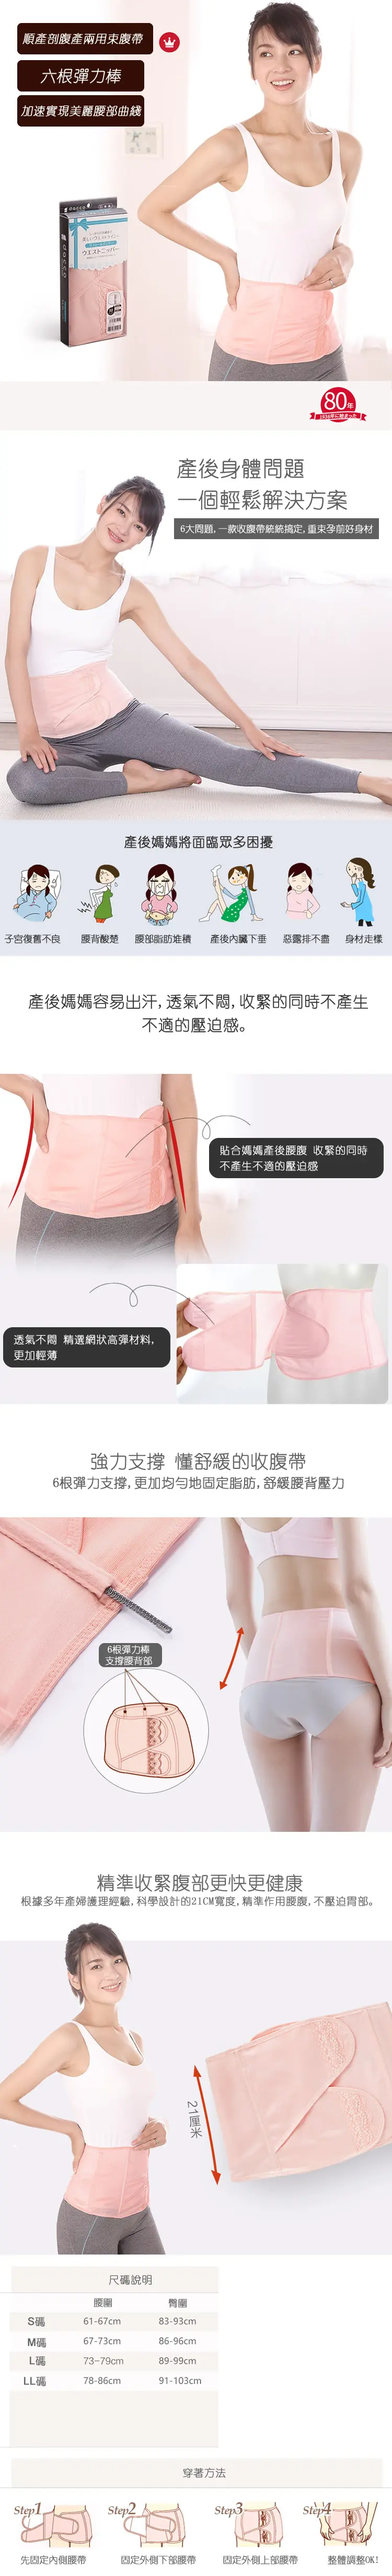 順產剖腹產兩用束腹帶
六根彈力棒
加速實現美麗腰部曲綫
dacco
ウエストニッパー
80年
產後身體問題
一個輕鬆解決方案
6大問題,一款收腹帶統統搞定,重束孕前好身材
產後媽媽將面臨眾多困擾
子宮復舊不良 腰背酸楚 腰部脂肪堆積 產後內臟下垂 惡露排不盡 身材走樣
產後媽媽容易出汗,透氣不悶,收緊的同時不產生
不適的壓迫感。
貼合媽媽產後腰腹 收緊的同時
不產生不適的壓迫感
透氣不悶 精選網狀高彈材料,
更加輕薄
強力支撐 懂舒緩的收腹帶
6根彈力支撐,更加均勻地固定脂肪,舒緩腰背壓力
6根彈力棒
支撐腰背部
精準收緊腹部更快更健康
根據多年產婦護理經驗,科學設計的21CM寬度,精準作用腰腹,不壓迫胃部。
21厘米
尺碼說明
腰圍 臀圍
S碼 61-67cm 83-93cm
M碼 67-73cm 86-96cm
L碼 73-79cm 89-99cm
LL碼 78-86cm 91-103cm
穿著方法
Step1 Step2 Step3 Step4
先固定內側腰帶 固定外側下部腰帶 固定外側上部腰帶 整體調整OK!